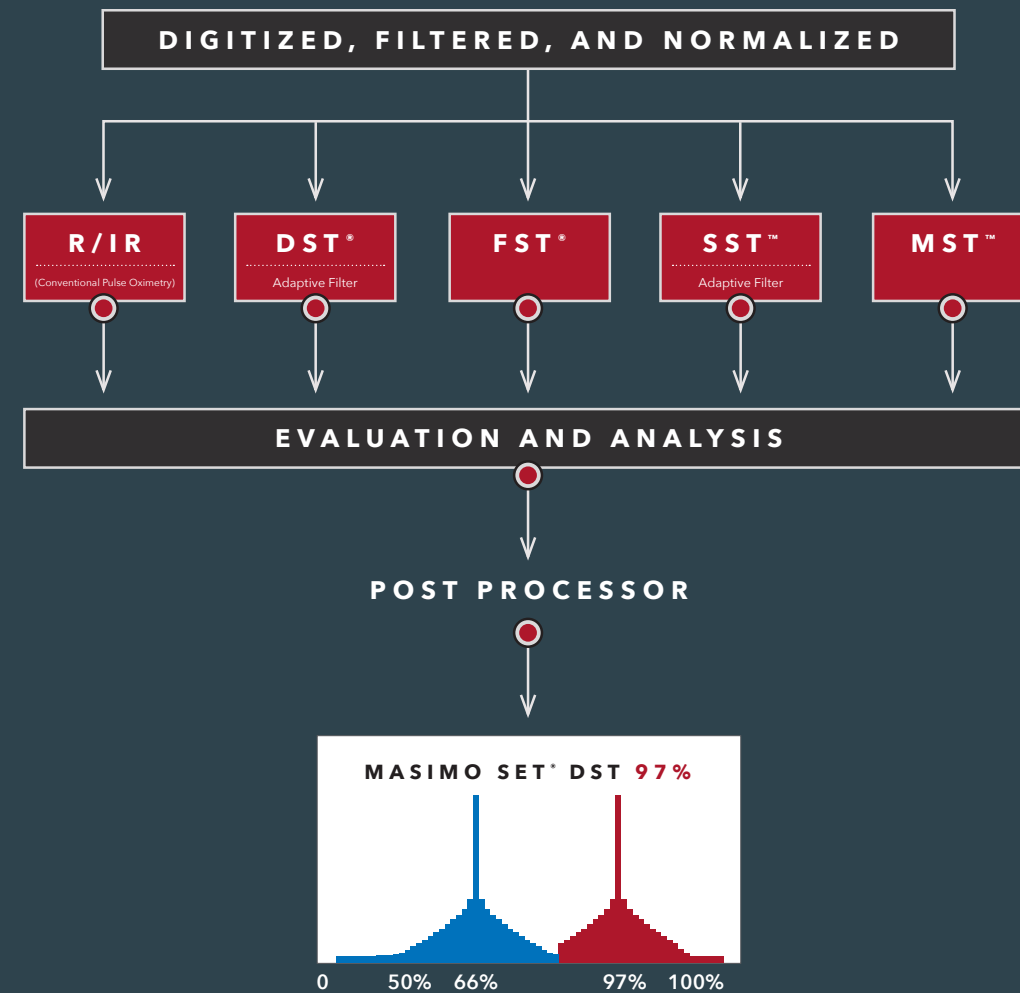 DIGITIZED, FILTERED, AND NORMALIZED
R/IR
(Conventional Pulse Oximetry)
DST®
Adaptive Filter
FST®
SST™
Adaptive Filter
MST™
EVALUATION AND ANALYSIS
POST PROCESSOR
MASIMO SET® DST 97%
0 50% 66% 97% 100%